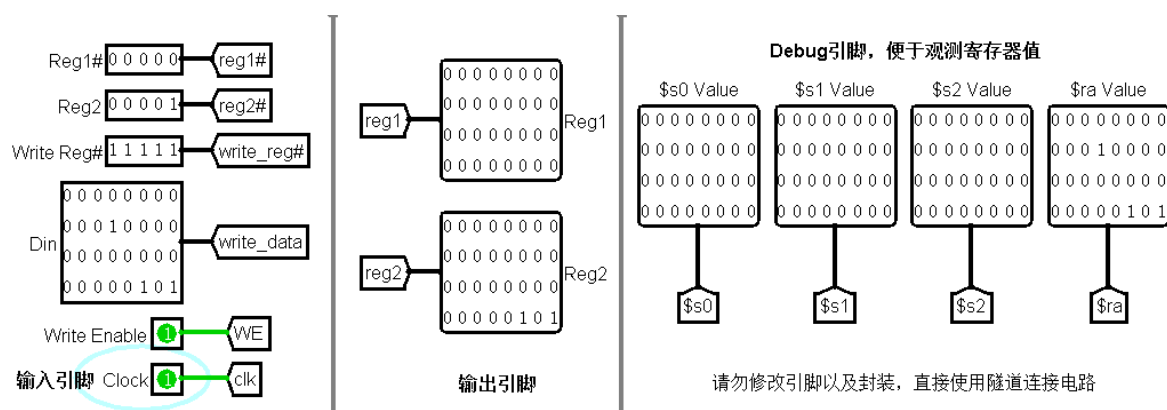 Reg1#
0 0 0 0 0
reg1#
Reg2
0 0 0 0 1
reg2#
Write Reg#
1 1 1 1 1
write_reg#
Din
0 0 0 0 0 0 0 0
0 0 0 1 0 0 0 0
0 0 0 0 0 0 0 0
0 0 0 0 0 1 0 1
write_data
Write Enable
1
WE
输入引脚
Clock
1
clk
reg1
0 0 0 0 0 0 0 0
0 0 0 0 0 0 0 0
0 0 0 0 0 0 0 0
0 0 0 0 0 0 0 0
Reg1
reg2
0 0 0 0 0 0 0 0
0 0 0 0 0 0 0 0
0 0 0 0 0 0 0 0
0 0 0 0 0 1 0 1
Reg2
输出引脚
Debug引脚，便于观测寄存器值
$s0 Value
0 0 0 0 0 0 0 0
0 0 0 0 0 0 0 0
0 0 0 0 0 0 0 0
0 0 0 0 0 0 0 0
$s0
$s1 Value
0 0 0 0 0 0 0 0
0 0 0 0 0 0 0 0
0 0 0 0 0 0 0 0
0 0 0 0 0 0 0 0
$s1
$s2 Value
0 0 0 0 0 0 0 0
0 0 0 0 0 0 0 0
0 0 0 0 0 0 0 0
0 0 0 0 0 0 0 0
$s2
$ra Value
0 0 0 0 0 0 0 0
0 0 0 1 0 0 0 0
0 0 0 0 0 0 0 0
0 0 0 0 0 1 0 1
$ra
请勿修改引脚以及封装，直接使用隧道连接电路